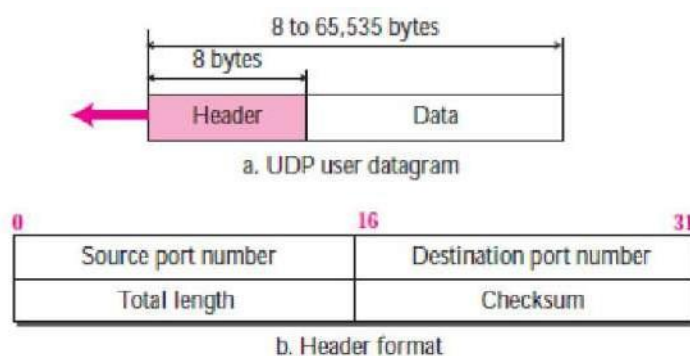 8 to 65,535 bytes
8 bytes
Header Data
a. UDP user datagram
0 16 31
Source port number Destination port number
Total length Checksum
b. Header format